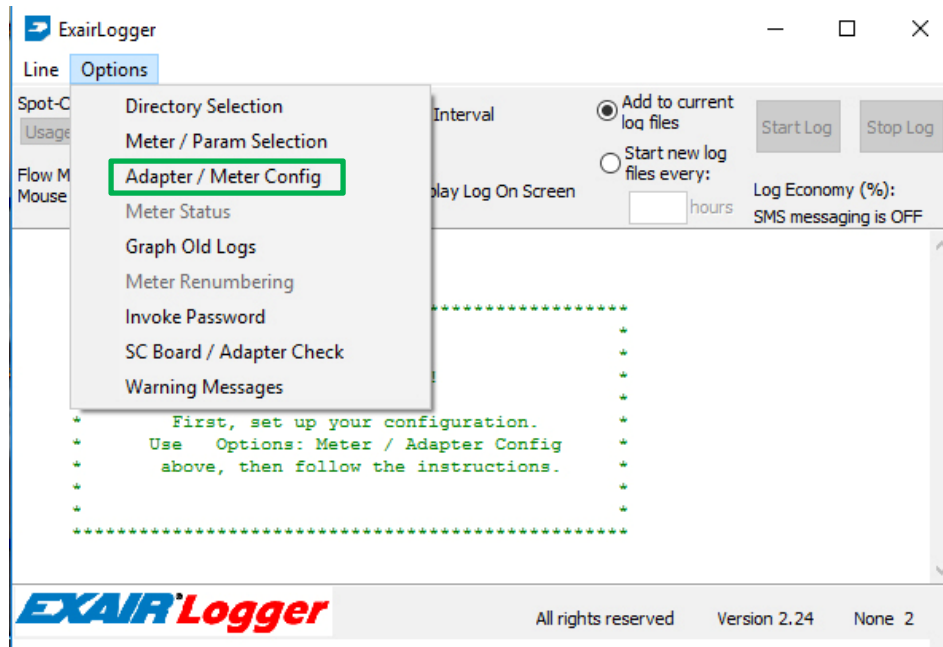 ExairLogger
Line Options
Spot-C
Usage
Flow M
Mouse
Directory Selection
Meter / Param Selection
Adapter / Meter Config
Meter Status
Graph Old Logs
Meter Renumbering
Invoke Password
SC Board / Adapter Check
Warning Messages
Interval
play Log On Screen
Add to current
log files
Start new log
files every:
hours
Start Log Stop Log
Log Economy (%):
SMS messaging is OFF
*******************
*
*
! *
*
* First, set up your configuration. *
* Use Options: Meter / Adapter Config *
* above, then follow the instructions. *
* *
* *
**************************************************
EXAIR Logger
All rights reserved Version 2.24 None 2